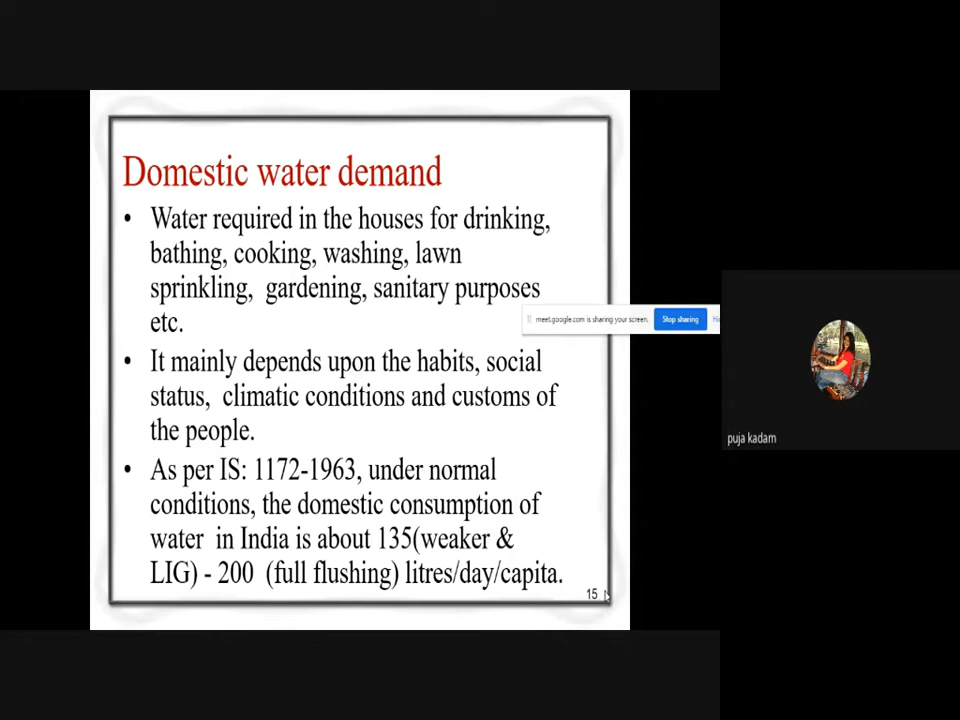 Domestic water demand
• Water required in the houses for drinking,
bathing, cooking, washing, lawn
sprinkling, gardening, sanitary purposes
etc.
meet.google.com is sharing your screen.
Stop sharing
• It mainly depends upon the habits, social
status, climatic conditions and customs of
the people.
puja kadam
• As per IS: 1172-1963, under normal
conditions, the domestic consumption of
water in India is about 135(weaker &
LIG) - 200 (full flushing) litres/day/capita.
15